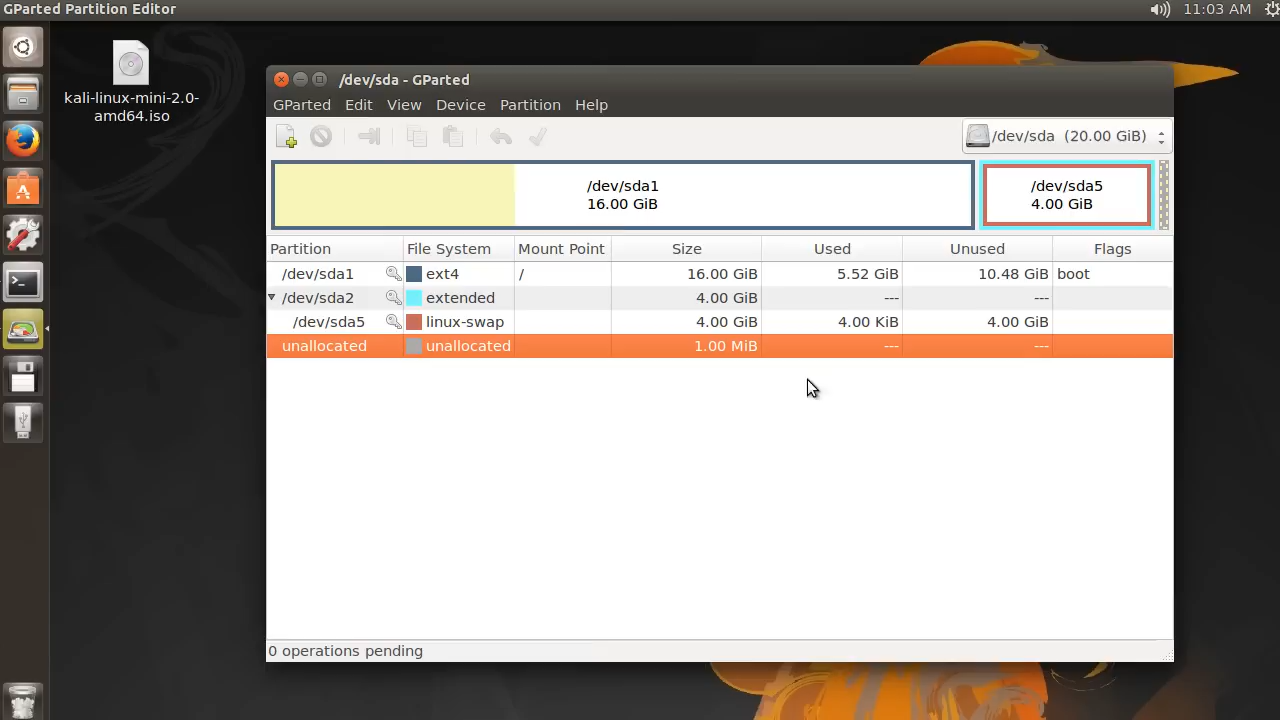 GParted Partition Editor
11:03 AM
kali-linux-mini-2.0-
amd64.iso
/dev/sda - GParted
GParted Edit View Device Partition Help
/dev/sda (20.00 GiB)
/dev/sda1
16.00 GiB
/dev/sda5
4.00 GiB
Partition File System Mount Point Size Used Unused Flags
/dev/sda1 ext4 / 16.00 GiB 5.52 GiB 10.48 GiB boot
/dev/sda2 extended 4.00 GiB --- ---
/dev/sda5 linux-swap 4.00 GiB 4.00 KiB 4.00 GiB
unallocated unallocated 1.00 MiB --- ---
0 operations pending